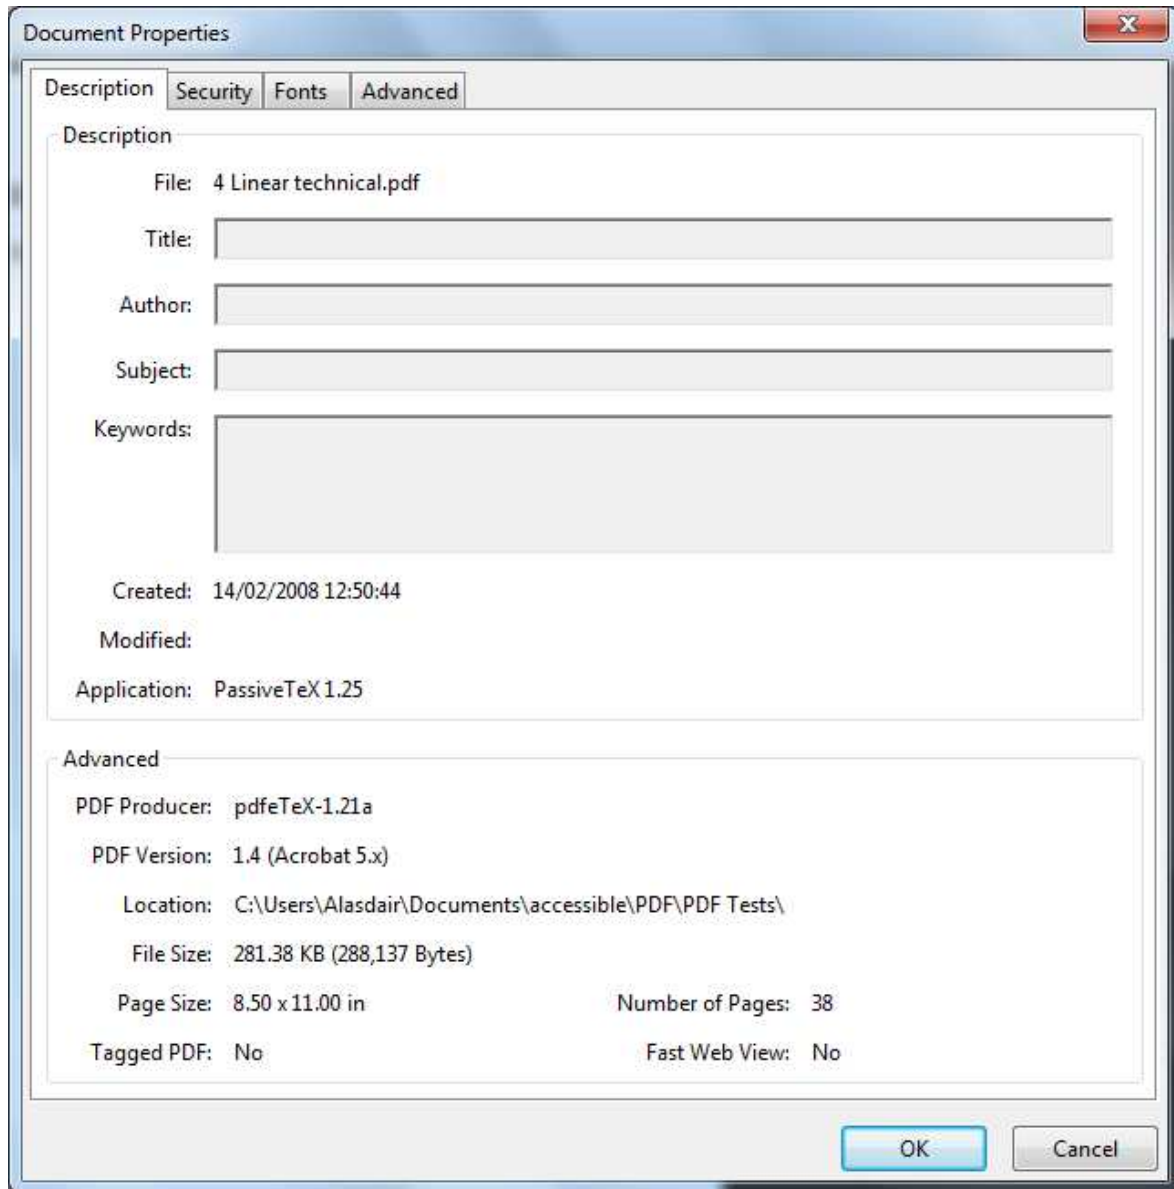 Document Properties
Description Security Fonts Advanced
Description
File: 4 Linear technical.pdf
Title:
Author:
Subject:
Keywords:
Created: 14/02/2008 12:50:44
Modified:
Application: PassiveTeX 1.25
Advanced
PDF Producer: pdfeTeX-1.21a
PDF Version: 1.4 (Acrobat 5.x)
Location: C:\Users\Alasdair\Documents\accessible\PDF\PDF Tests\
File Size: 281.38 KB (288,137 Bytes)
Page Size: 8.50 x 11.00 in Number of Pages: 38
Tagged PDF: No Fast Web View: No
OK Cancel